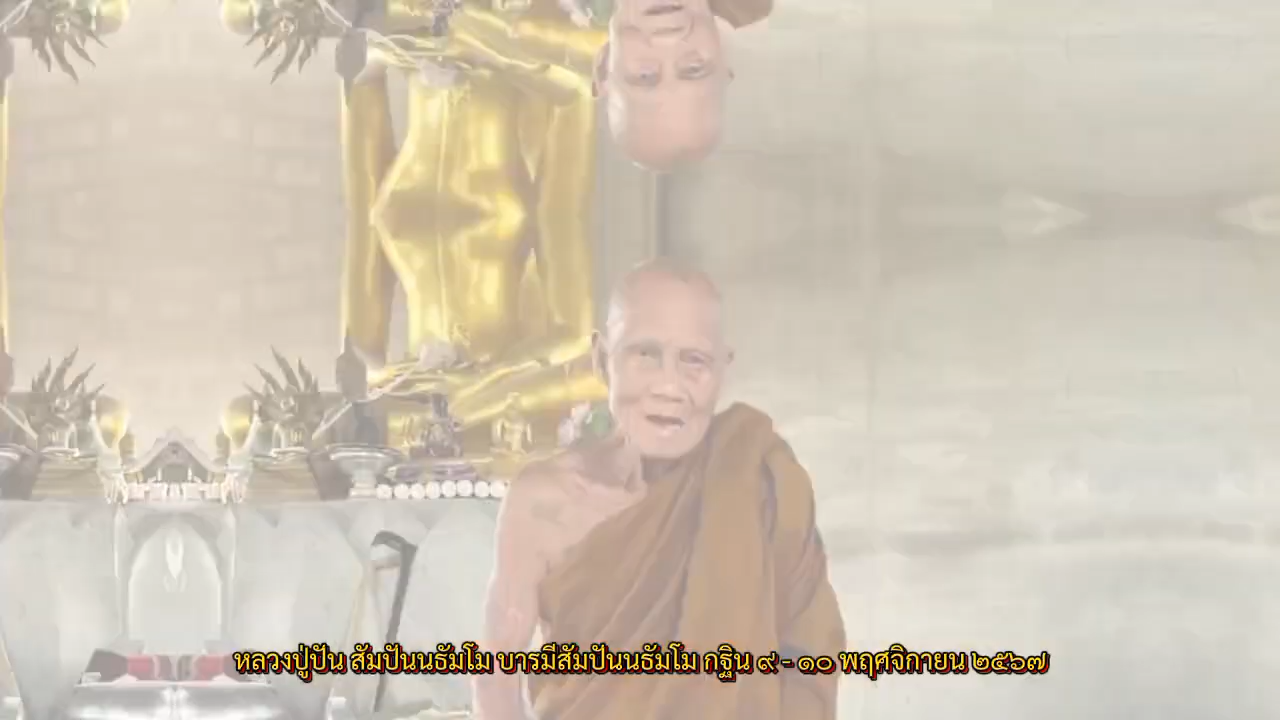 หลวงปู่ปัน สัมปันนธัมโม บารมีสัมปันนธัมโม กฐิน ๙ - ๑๐ พฤศจิกายน ๒๕๖๗